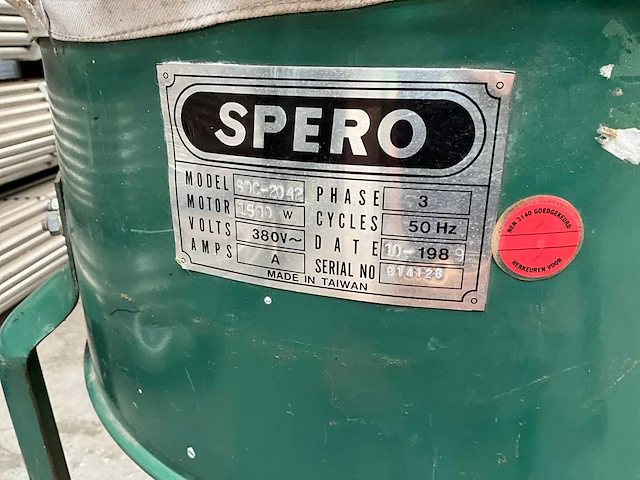 SPERO
MODEL SDC-2042
MOTOR 1500 W
VOLTS 380V~
AMPS A
PHASE 3
CYCLES 50 Hz
DATE 10-1989
SERIAL NO 914128
MADE IN TAIWAN
NEN 3140 GOEDGEKEURD
HERKEUREN VOOR